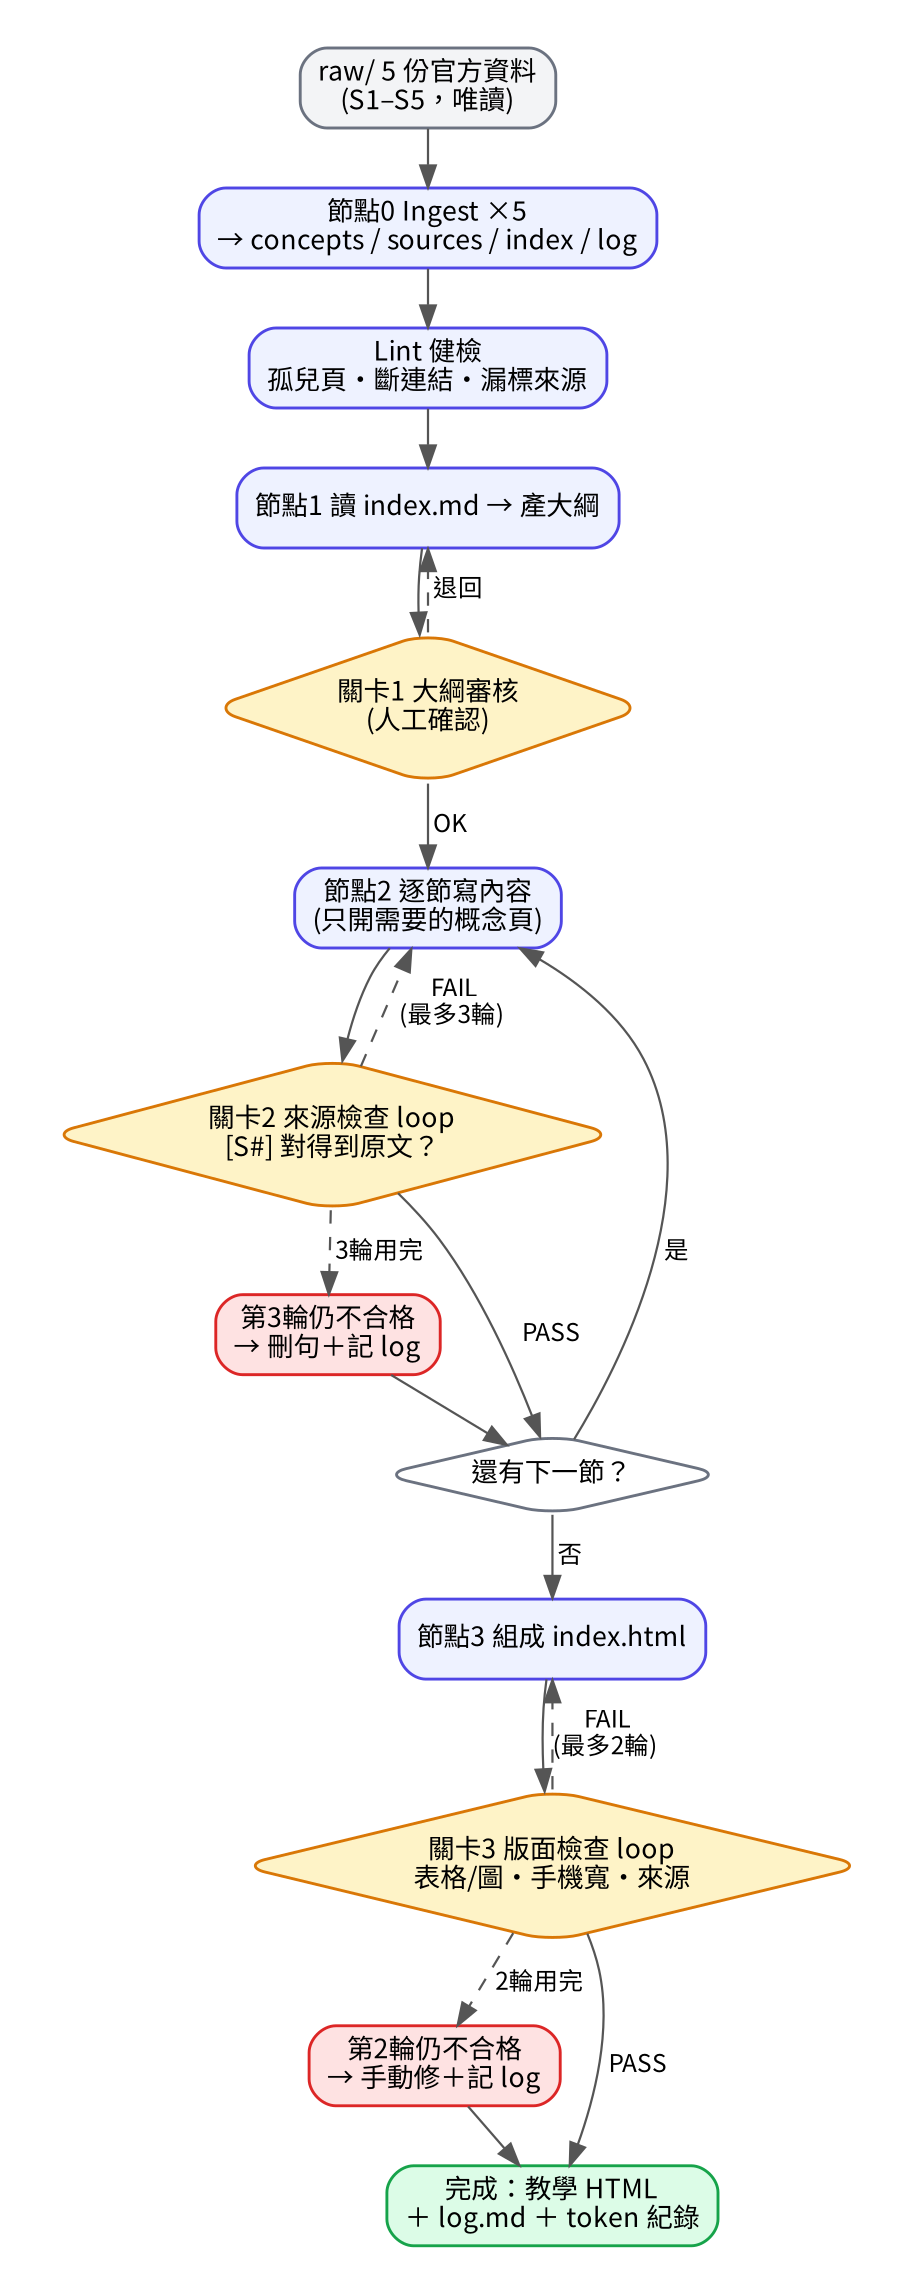 raw/ 5 份官方資料
(S1–S5，唯讀)
節點0 Ingest ×5
→ concepts / sources / index / log
Lint 健檢
孤兒頁・斷連結・漏標來源
節點1 讀 index.md → 產大綱
退回
關卡1 大綱審核
(人工確認)
OK
節點2 逐節寫內容
(只開需要的概念頁)
FAIL
(最多3輪)
關卡2 來源檢查 loop
[S#] 對得到原文？
3輪用完
是
第3輪仍不合格
→ 刪句＋記 log
PASS
還有下一節？
否
節點3 組成 index.html
FAIL
(最多2輪)
關卡3 版面檢查 loop
表格/圖・手機寬・來源
2輪用完
第2輪仍不合格
→ 手動修＋記 log
PASS
完成：教學 HTML
＋ log.md ＋ token 紀錄